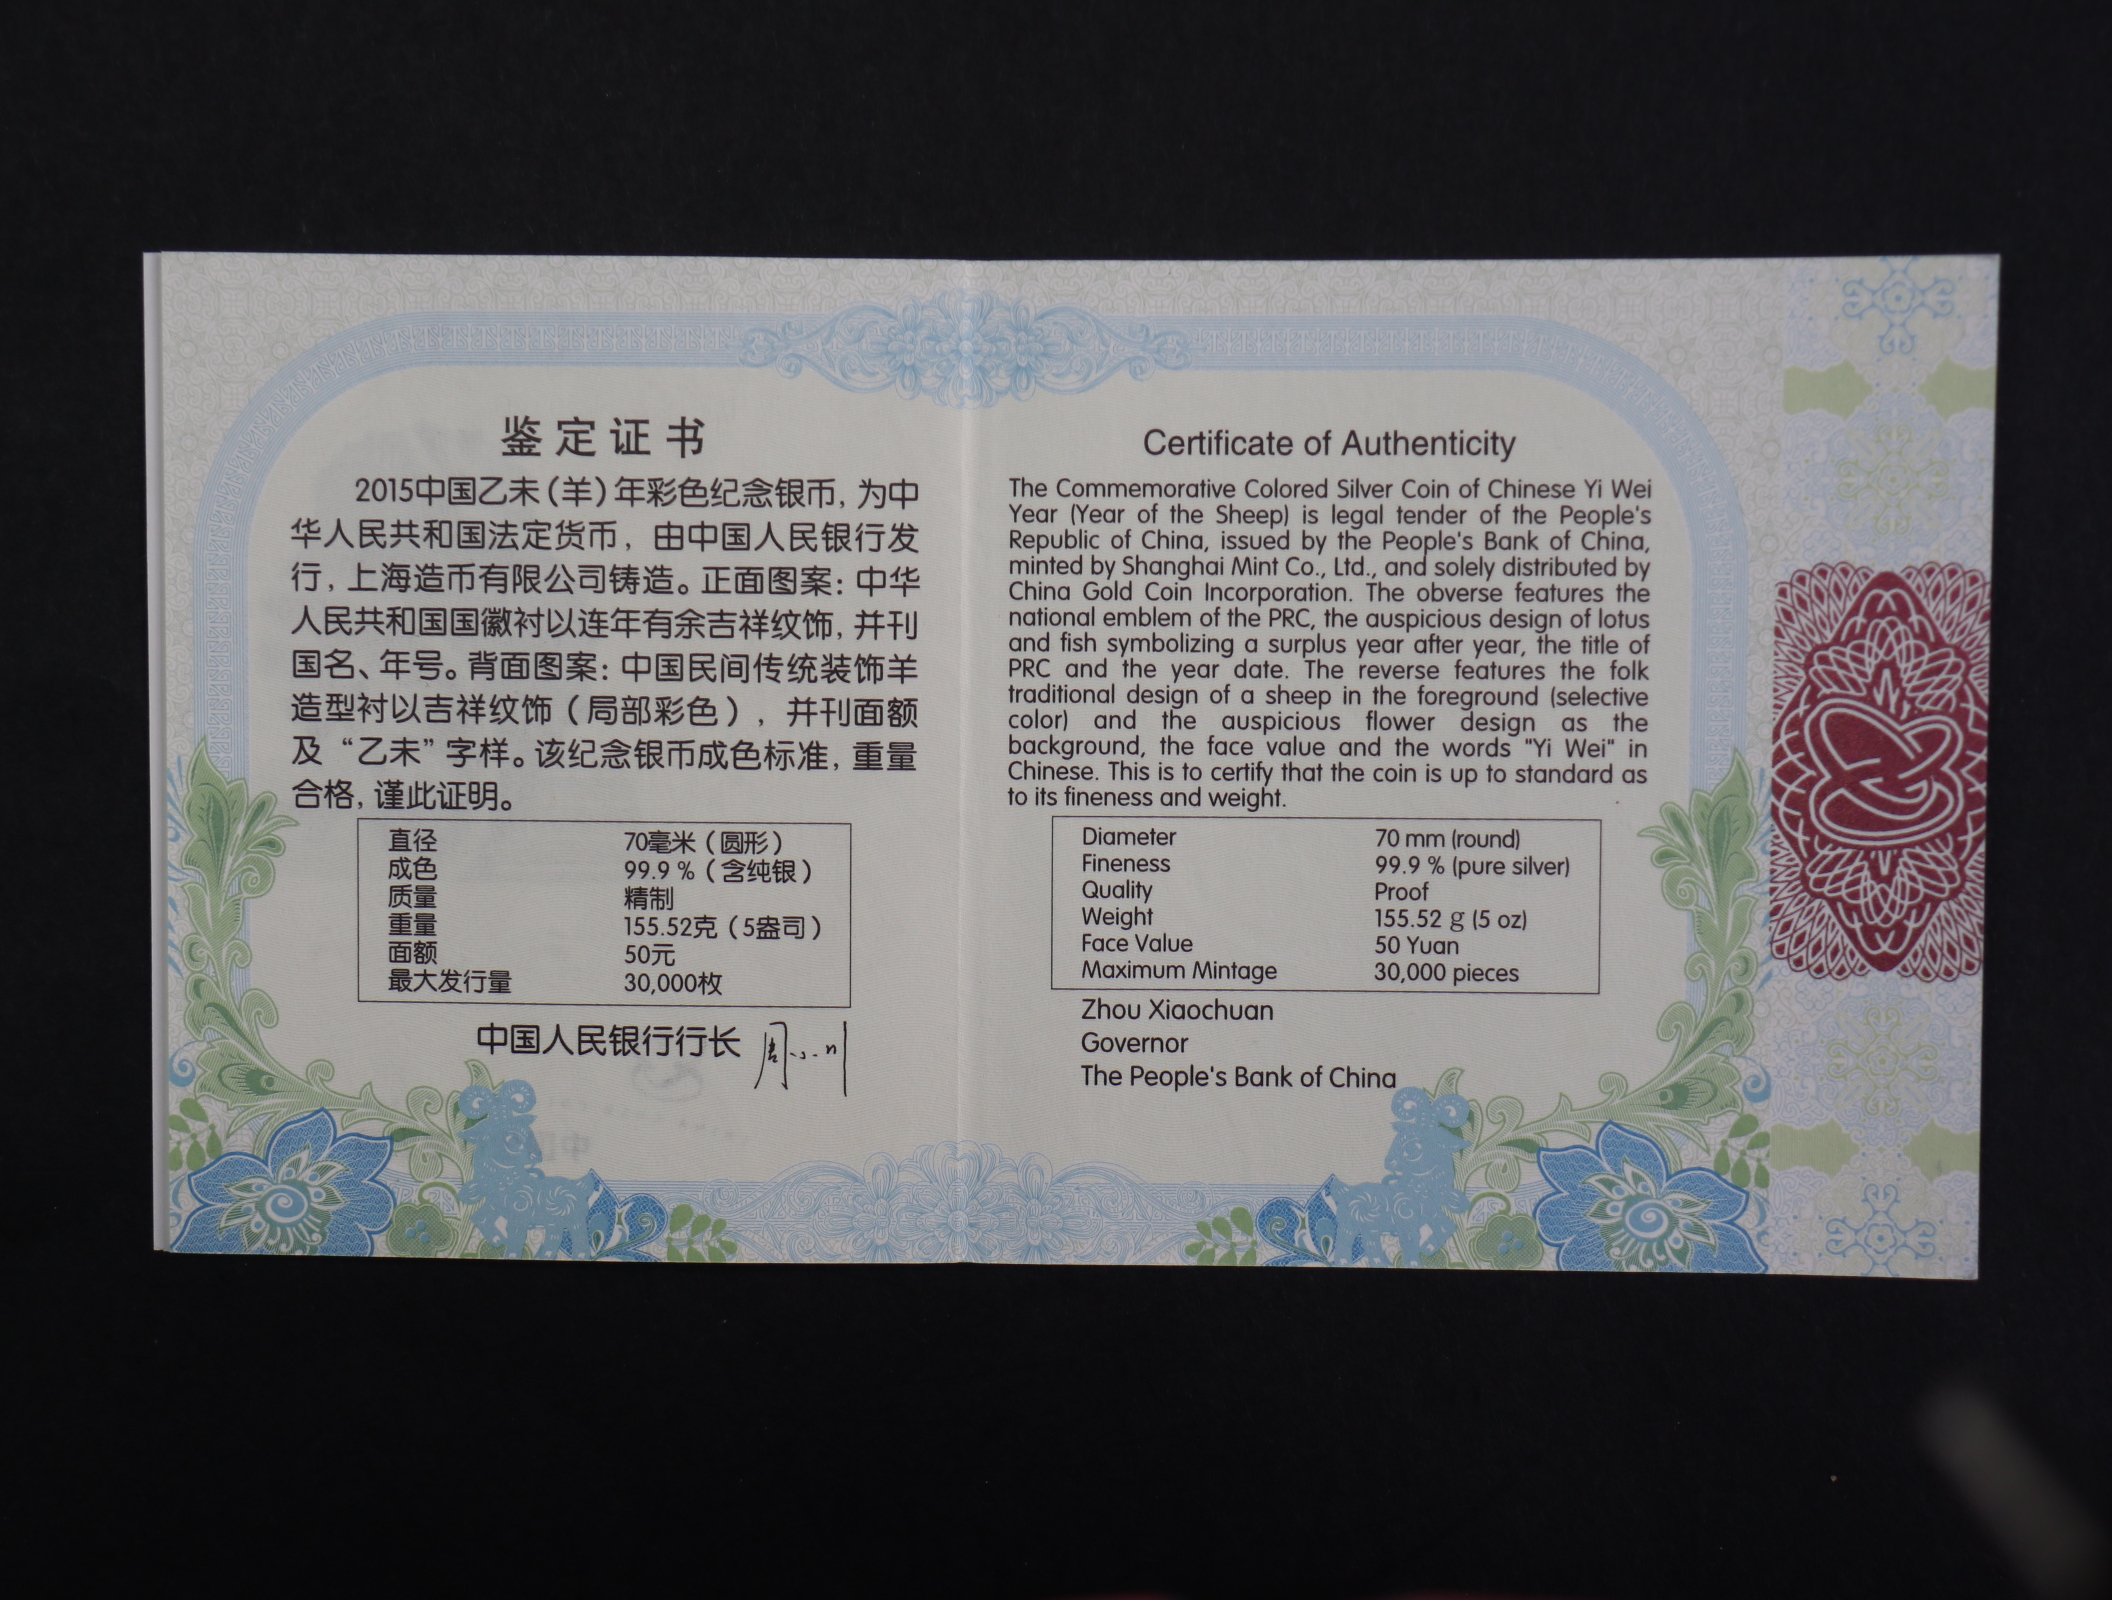 鉴定证书
2015中国乙未(羊)年彩色纪念银币，为中
华人民共和国法定货币，由中国人民银行发
行，上海造币有限公司铸造。正面图案：中华
人民共和国国徽衬以连年有余吉祥纹饰，并刊
国名、年号。背面图案：中国民间传统装饰羊
造型衬以吉祥纹饰（局部彩色），并刊面额
及“乙未”字样。该纪念银币成色标准，重量
合格，谨此证明。
直径 70毫米（圆形）
成色 99.9%（含纯银）
质量 精制
重量 155.52克（5盎司）
面额 50元
最大发行量 30,000枚
中国人民银行行长 周小川
Certificate of Authenticity
The Commemorative Colored Silver Coin of Chinese Yi Wei
Year (Year of the Sheep) is legal tender of the People's
Republic of China, issued by the People's Bank of China,
minted by Shanghai Mint Co., Ltd., and solely distributed by
China Gold Coin Incorporation. The obverse features the
national emblem of the PRC, the auspicious design of lotus
and fish symbolizing a surplus year after year, the title of
PRC and the year date. The reverse features the folk
traditional design of a sheep in the foreground (selective
color) and the auspicious flower design as the
background, the face value and the words "Yi Wei" in
Chinese. This is to certify that the coin is up to standard as
to its fineness and weight.
Diameter 70 mm (round)
Fineness 99.9 % (pure silver)
Quality Proof
Weight 155.52 g (5 oz)
Face Value 50 Yuan
Maximum Mintage 30,000 pieces
Zhou Xiaochuan
Governor
The People's Bank of China